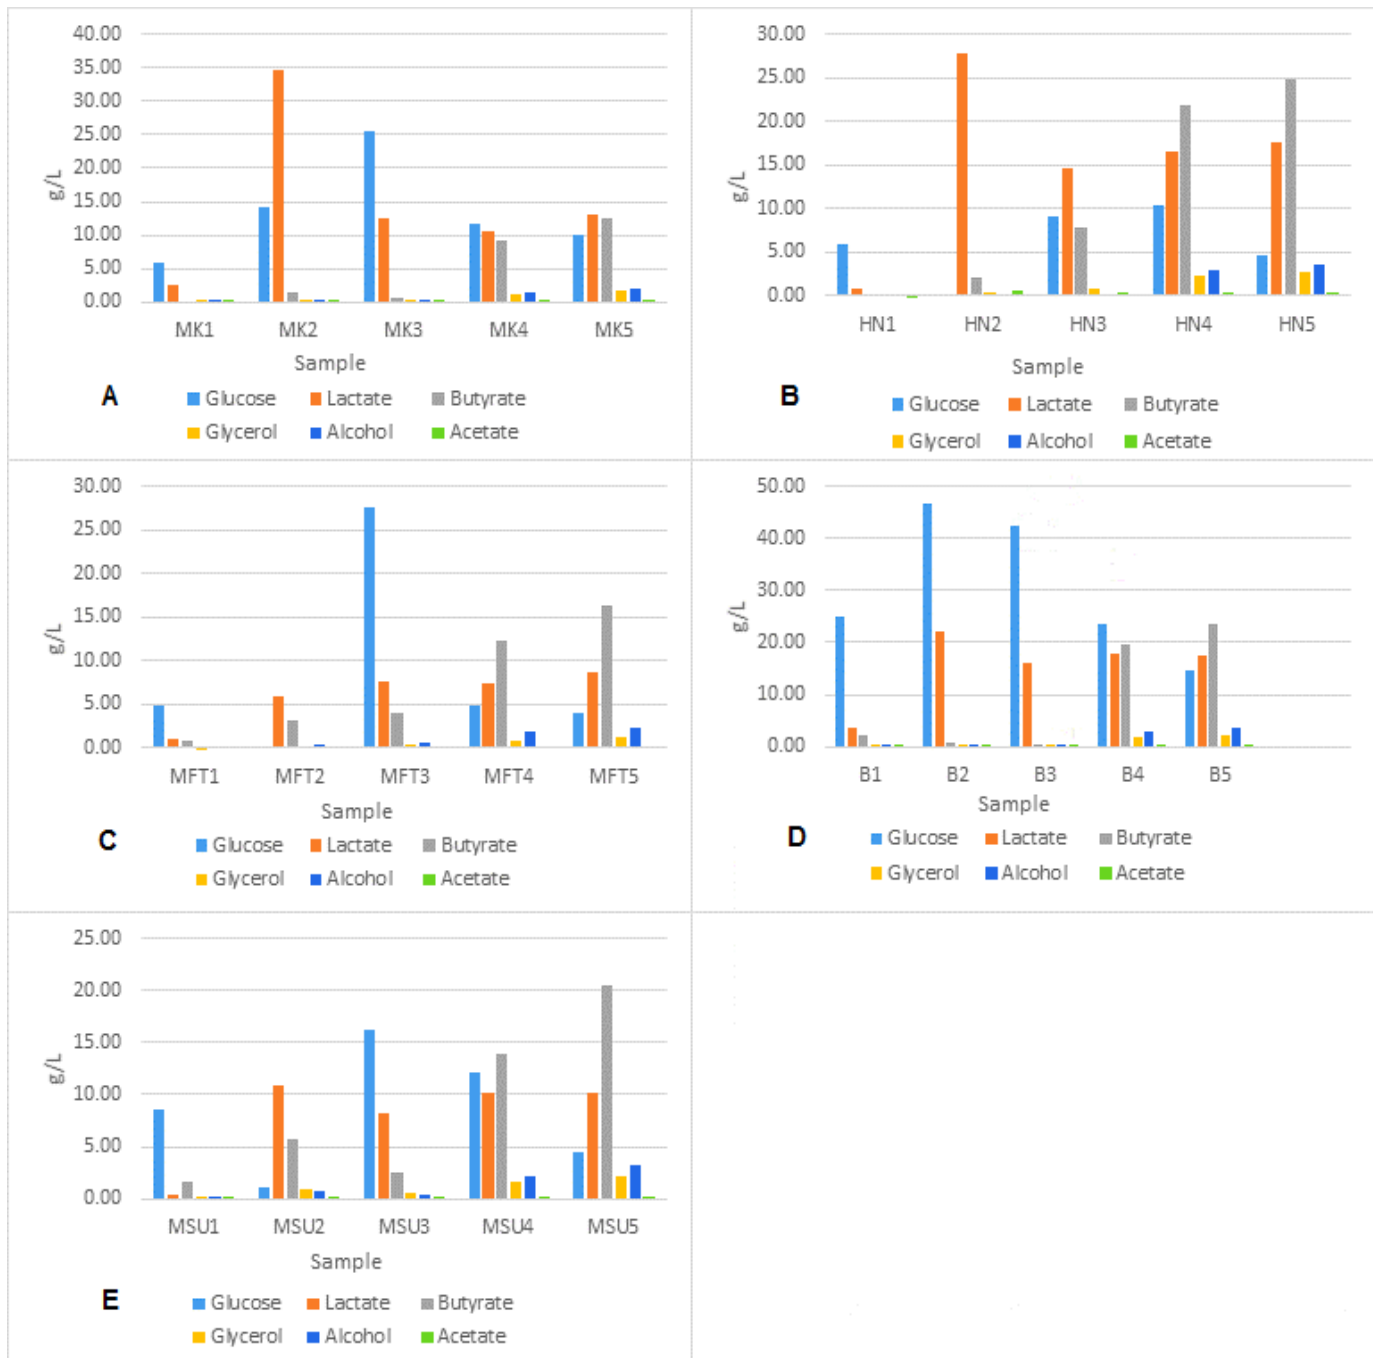 40.00
35.00
30.00
25.00
20.00
15.00
10.00
5.00
0.00
g/L
MK1 MK2 MK3 MK4 MK5
Sample
A
Glucose Lactate Butyrate
Glycerol Alcohol Acetate
30.00
25.00
20.00
15.00
10.00
5.00
0.00
g/L
HN1 HN2 HN3 HN4 HN5
Sample
B
Glucose Lactate Butyrate
Glycerol Alcohol Acetate
30.00
25.00
20.00
15.00
10.00
5.00
0.00
g/L
MFT1 MFT2 MFT3 MFT4 MFT5
Sample
C
Glucose Lactate Butyrate
Glycerol Alcohol Acetate
50.00
40.00
30.00
20.00
10.00
0.00
g/L
B1 B2 B3 B4 B5
Sample
D
Glucose Lactate Butyrate
Glycerol Alcohol Acetate
25.00
20.00
15.00
10.00
5.00
0.00
g/L
MSU1 MSU2 MSU3 MSU4 MSU5
Sample
E
Glucose Lactate Butyrate
Glycerol Alcohol Acetate